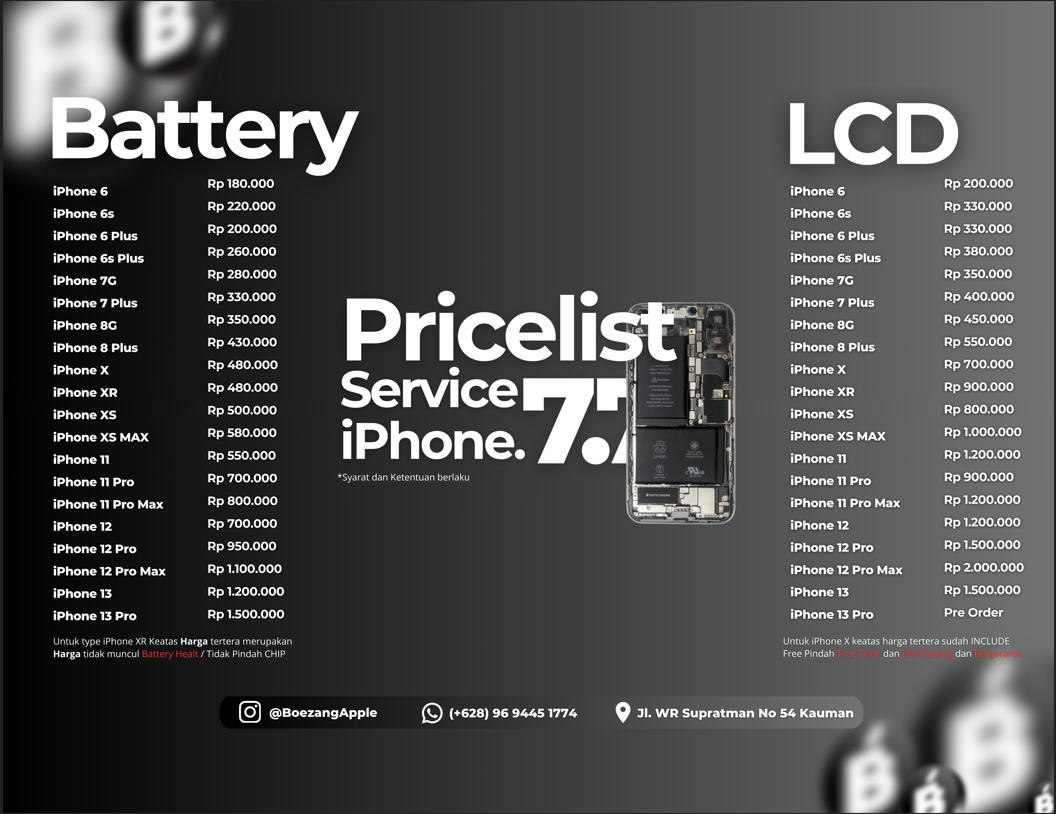 Battery
iPhone 6 Rp 180.000
iPhone 6s Rp 220.000
iPhone 6 Plus Rp 200.000
iPhone 6s Plus Rp 260.000
iPhone 7G Rp 280.000
iPhone 7 Plus Rp 330.000
iPhone 8G Rp 350.000
iPhone 8 Plus Rp 430.000
iPhone X Rp 480.000
iPhone XR Rp 480.000
iPhone XS Rp 500.000
iPhone XS MAX Rp 580.000
iPhone 11 Rp 550.000
iPhone 11 Pro Rp 700.000
iPhone 11 Pro Max Rp 800.000
iPhone 12 Rp 700.000
iPhone 12 Pro Rp 950.000
iPhone 12 Pro Max Rp 1.100.000
iPhone 13 Rp 1.200.000
iPhone 13 Pro Rp 1.500.000
Untuk type iPhone XR Keatas Harga tertera merupakan
Harga tidak muncul Battery Healt / Tidak Pindah CHIP
Pricelist
Service
iPhone. 7.7
*Syarat dan Ketentuan berlaku
LCD
iPhone 6 Rp 200.000
iPhone 6s Rp 330.000
iPhone 6 Plus Rp 330.000
iPhone 6s Plus Rp 380.000
iPhone 7G Rp 350.000
iPhone 7 Plus Rp 400.000
iPhone 8G Rp 450.000
iPhone 8 Plus Rp 550.000
iPhone X Rp 700.000
iPhone XR Rp 900.000
iPhone XS Rp 800.000
iPhone XS MAX Rp 1.000.000
iPhone 11 Rp 1.200.000
iPhone 11 Pro Rp 900.000
iPhone 11 Pro Max Rp 1.200.000
iPhone 12 Rp 1.200.000
iPhone 12 Pro Rp 1.500.000
iPhone 12 Pro Max Rp 2.000.000
iPhone 13 Rp 1.500.000
iPhone 13 Pro Pre Order
Untuk iPhone X keatas harga tertera sudah INCLUDE
Free Pindah True Tone dan Jasa Pasang dan
@BoezangApple
(+628) 96 9445 1774
Jl. WR Supratman No 54 Kauman